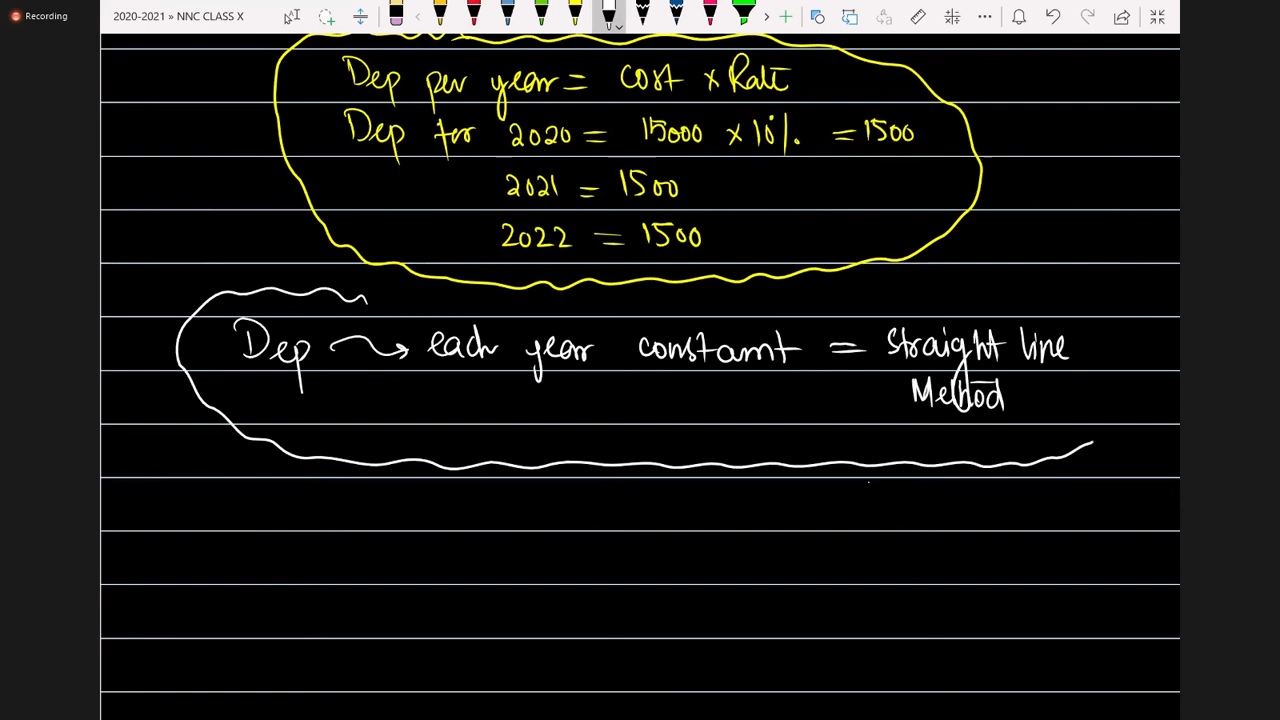 Recording
2020-2021 » NNC CLASS X
Dep per year = Cost × Rate
Dep for 2020 = 15000 × 10% = 1500
2021 = 1500
2022 = 1500
Dep → each year constant = Straight line
Method